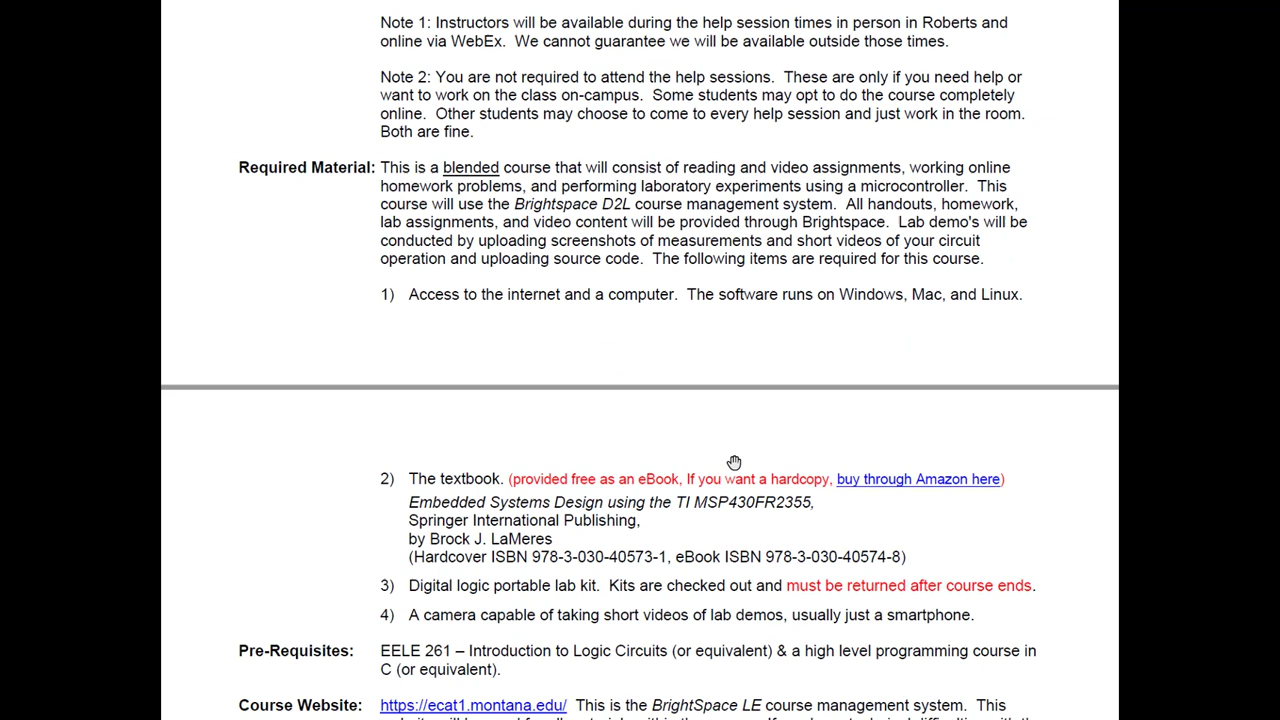 Note 1: Instructors will be available during the help session times in person in Roberts and
online via WebEx.  We cannot guarantee we will be available outside those times.
Note 2: You are not required to attend the help sessions.  These are only if you need help or
want to work on the class on-campus.  Some students may opt to do the course completely
online.  Other students may choose to come to every help session and just work in the room.
Both are fine.
Required Material: This is a blended course that will consist of reading and video assignments, working online
homework problems, and performing laboratory experiments using a microcontroller.  This
course will use the Brightspace D2L course management system.  All handouts, homework,
lab assignments, and video content will be provided through Brightspace.  Lab demo's will be
conducted by uploading screenshots of measurements and short videos of your circuit
operation and uploading source code.  The following items are required for this course.
1) Access to the internet and a computer.  The software runs on Windows, Mac, and Linux.
2) The textbook. (provided free as an eBook, If you want a hardcopy, buy through Amazon here)
Embedded Systems Design using the TI MSP430FR2355,
Springer International Publishing,
by Brock J. LaMeres
(Hardcover ISBN 978-3-030-40573-1, eBook ISBN 978-3-030-40574-8)
3) Digital logic portable lab kit.  Kits are checked out and must be returned after course ends.
4) A camera capable of taking short videos of lab demos, usually just a smartphone.
Pre-Requisites: EELE 261 – Introduction to Logic Circuits (or equivalent) & a high level programming course in
C (or equivalent).
Course Website: https://ecat1.montana.edu/  This is the BrightSpace LE course management system.  This